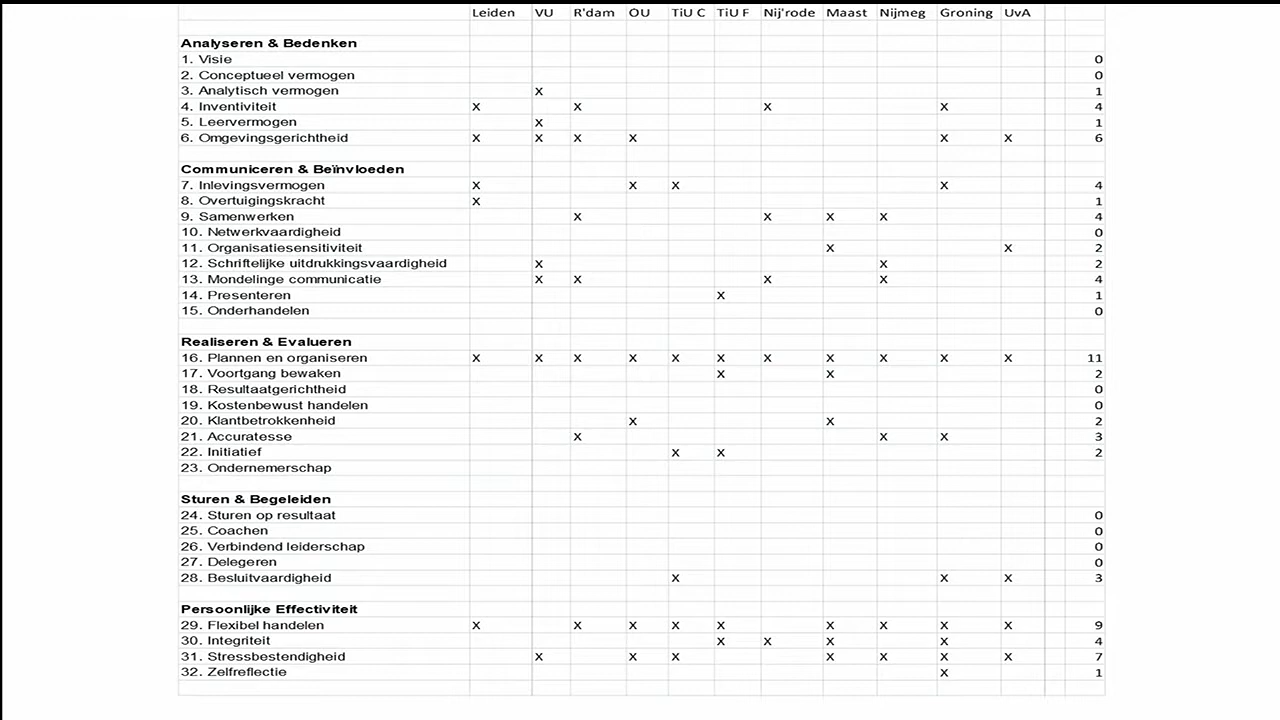 Leiden VU R'dam OU TiU C TiU F Nij'rode Maast Nijmeg Groning UvA
Analyseren & Bedenken
1. Visie 0
2. Conceptueel vermogen 0
3. Analytisch vermogen x 1
4. Inventiviteit x x x x 4
5. Leervermogen x 1
6. Omgevingsgerichtheid x x x x x x 6
Communiceren & Beïnvloeden
7. Inlevingsvermogen x x x x 4
8. Overtuigingskracht x 1
9. Samenwerken x x x x 4
10. Netwerkvaardigheid 0
11. Organisatiesensitiviteit x x 2
12. Schriftelijke uitdrukkingsvaardigheid x x 2
13. Mondelinge communicatie x x x x 4
14. Presenteren x 1
15. Onderhandelen 0
Realiseren & Evalueren
16. Plannen en organiseren x x x x x x x x x x x 11
17. Voortgang bewaken x x 2
18. Resultaatgerichtheid 0
19. Kostenbewust handelen 0
20. Klantbetrokkenheid x x 2
21. Accuratesse x x x 3
22. Initiatief x x 2
23. Ondernemerschap
Sturen & Begeleiden
24. Sturen op resultaat 0
25. Coachen 0
26. Verbindend leiderschap 0
27. Delegeren 0
28. Besluitvaardigheid x x x 3
Persoonlijke Effectiviteit
29. Flexibel handelen x x x x x x x x x 9
30. Integriteit x x x x 4
31. Stressbestendigheid x x x x x x x 7
32. Zelfreflectie x 1